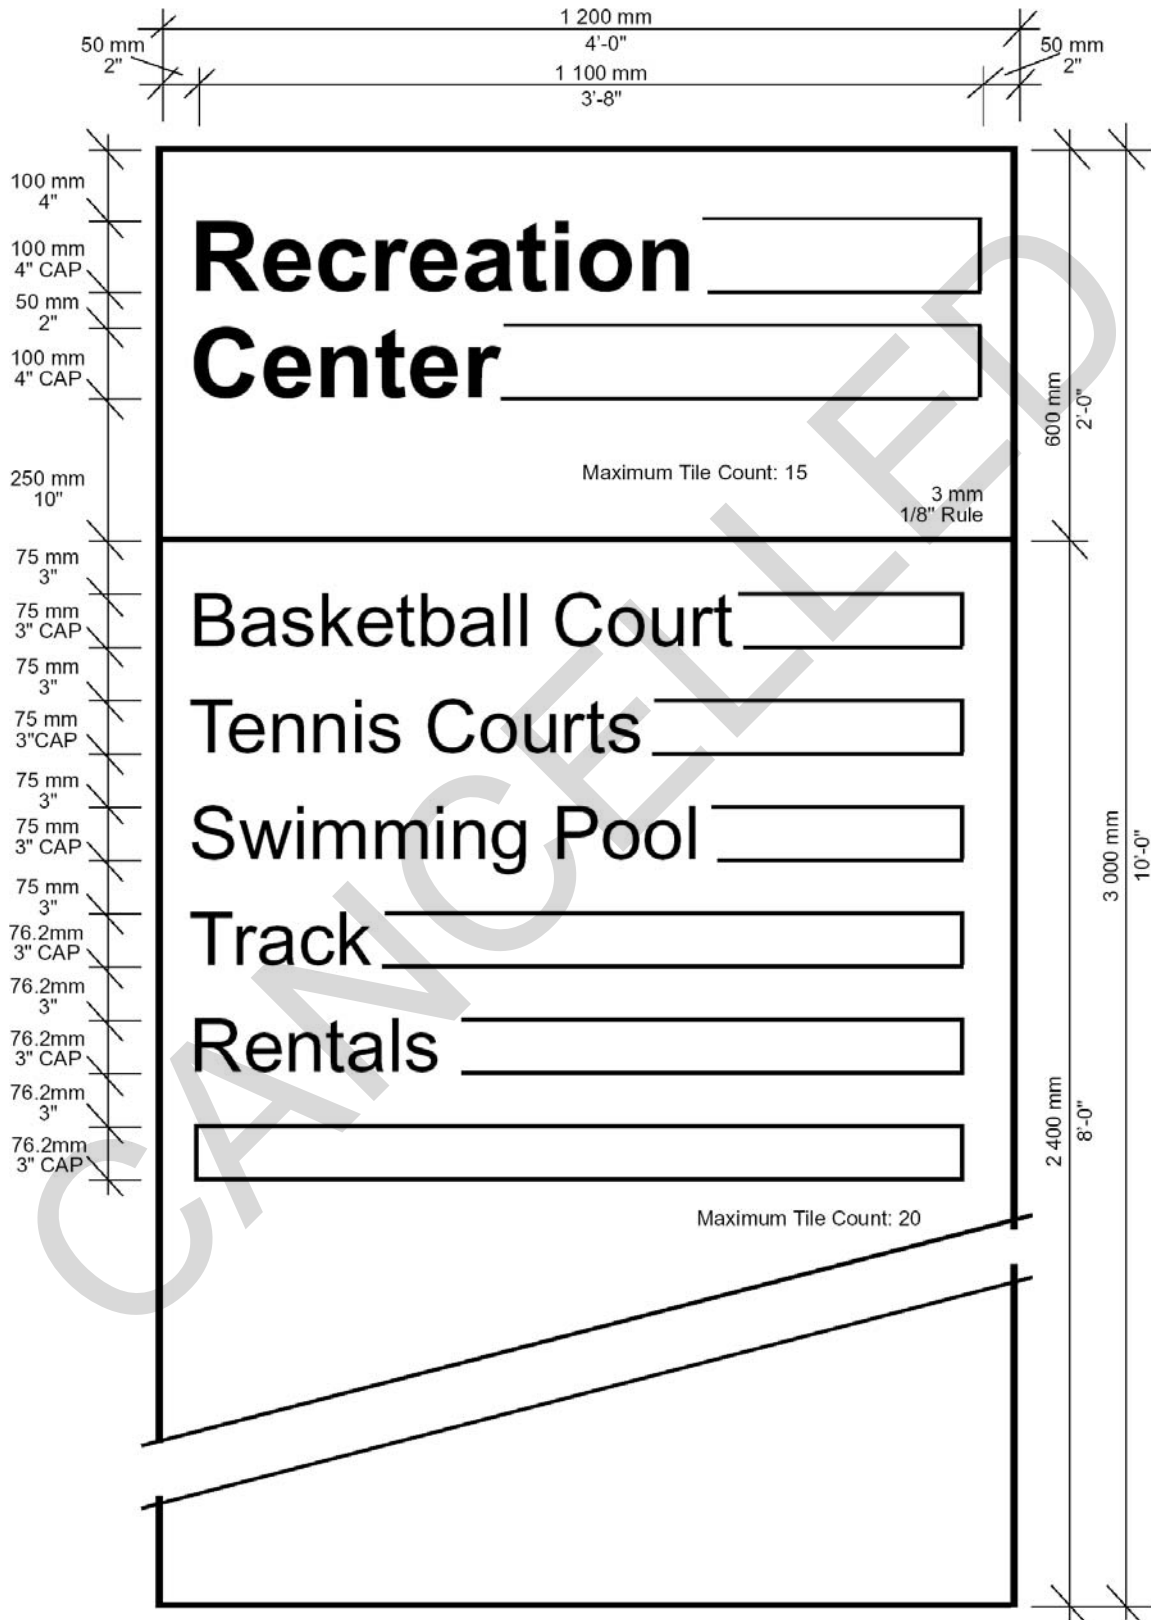 1 200 mm
4'-0"
50 mm
2"
50 mm
2"
1 100 mm
3'-8"
100 mm
4"
100 mm
4" CAP
50 mm
2"
100 mm
4" CAP
250 mm
10"
75 mm
3"
75 mm
3" CAP
75 mm
3"
75 mm
3"CAP
75 mm
3"
75 mm
3" CAP
75 mm
3"
76.2mm
3" CAP
76.2mm
3"
76.2mm
3" CAP
76.2mm
3"
76.2mm
3" CAP
Recreation
Center
Maximum Tile Count: 15
3 mm
1/8" Rule
Basketball Court
Tennis Courts
Swimming Pool
Track
Rentals
Maximum Tile Count: 20
600 mm
2'-0"
2 400 mm
8'-0"
3 000 mm
10'-0"
CANCELLED